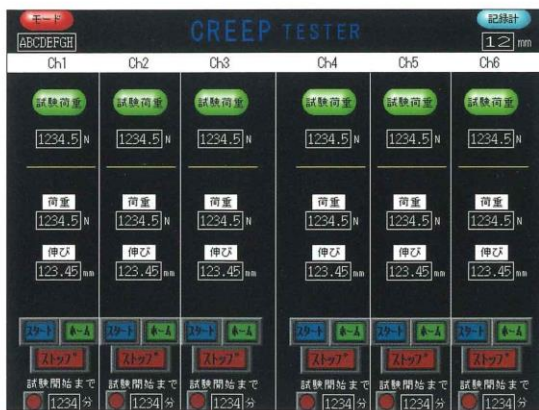 モード CREEP TESTER 記録計
ABCDEFGH 12 mm
Ch1 Ch2 Ch3 Ch4 Ch5 Ch6
試験荷重 試験荷重 試験荷重 試験荷重 試験荷重 試験荷重
1234.5 N 1234.5 N 1234.5 N 1234.5 N 1234.5 N 1234.5 N
荷重 荷重 荷重 荷重 荷重 荷重
1234.5 N 1234.5 N 1234.5 N 1234.5 N 1234.5 N 1234.5 N
伸び 伸び 伸び 伸び 伸び 伸び
123.45 mm 123.45 mm 123.45 mm 123.45 mm 123.45 mm 123.45 mm
スタート ホーム スタート ホーム スタート ホーム スタート ホーム スタート ホーム スタート ホーム
ストップ ストップ ストップ ストップ ストップ ストップ
試験開始まで 試験開始まで 試験開始まで 試験開始まで 試験開始まで 試験開始まで
1234 分 1234 分 1234 分 1234 分 1234 分 1234 分